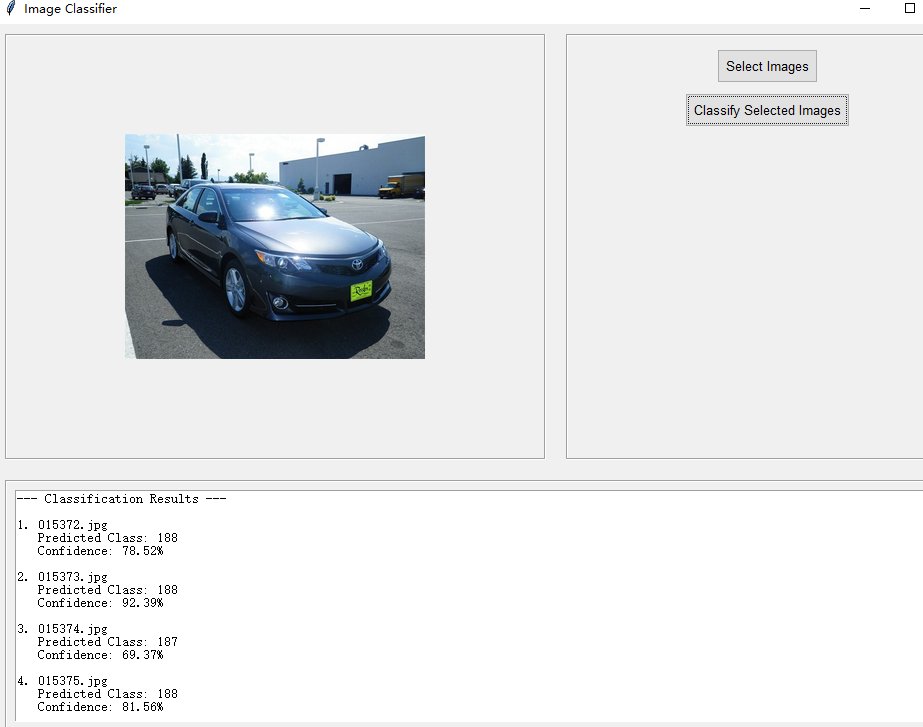 Image Classifier
Select Images
Classify Selected Images
--- Classification Results ---
1. 015372.jpg
Predicted Class: 188
Confidence: 78.52%
2. 015373.jpg
Predicted Class: 188
Confidence: 92.39%
3. 015374.jpg
Predicted Class: 187
Confidence: 69.37%
4. 015375.jpg
Predicted Class: 188
Confidence: 81.56%